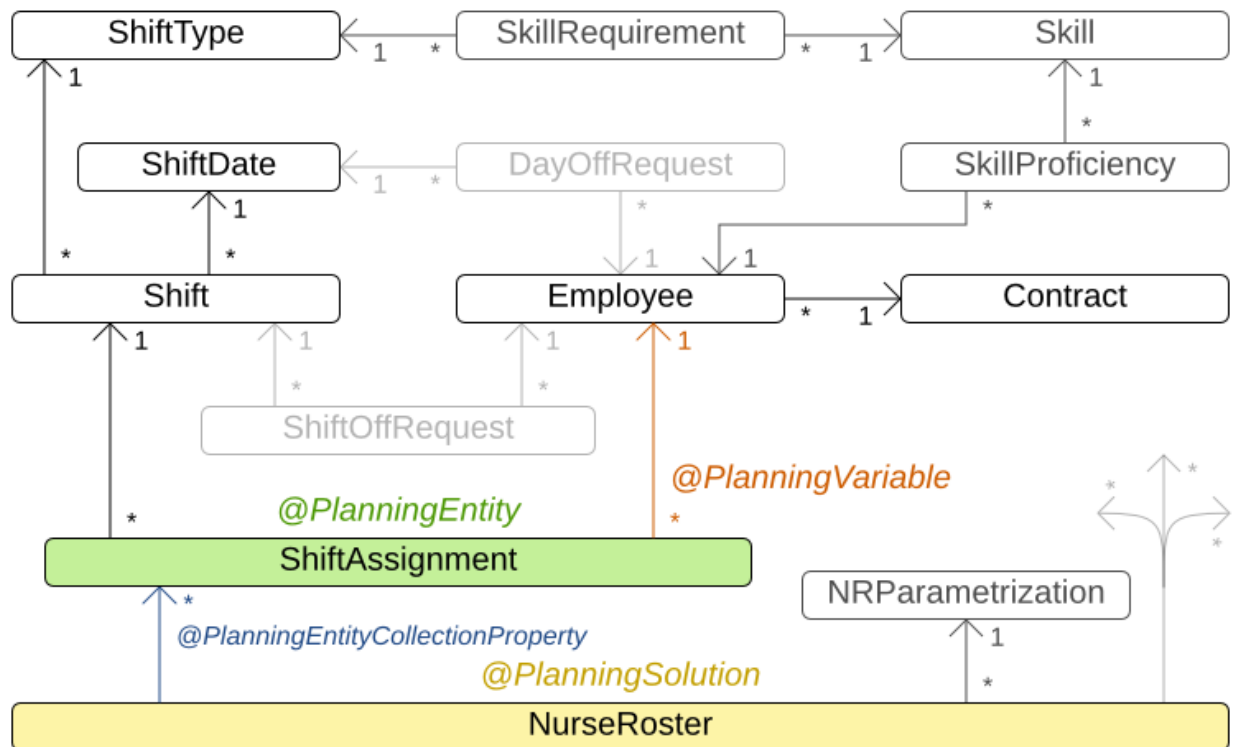 ShiftType
1 *
SkillRequirement
* 1
Skill
1
1
*
ShiftDate
1 *
DayOffRequest
SkillProficiency
1
*
*
* *
1 1
Shift
Employee
* 1
Contract
1
1
1
1
*
*
ShiftOffRequest
@PlanningVariable
*
*
@PlanningEntity
*
*
*
ShiftAssignment
NRParametrization
*
@PlanningEntityCollectionProperty
1
@PlanningSolution
*
NurseRoster